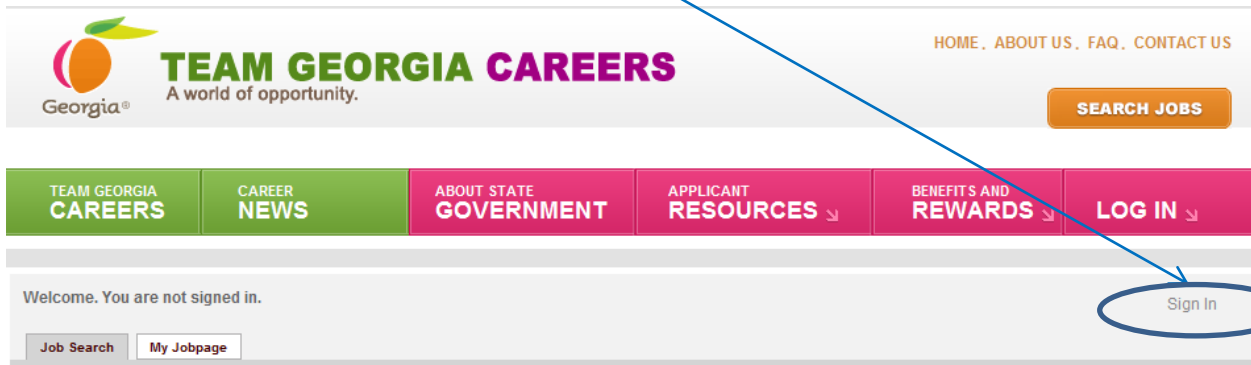 Georgia®
TEAM GEORGIA CAREERS
A world of opportunity.
HOME. ABOUT US. FAQ. CONTACT US
SEARCH JOBS
TEAM GEORGIA
CAREERS
CAREER
NEWS
ABOUT STATE
GOVERNMENT
APPLICANT
RESOURCES
BENEFITS AND
REWARDS
LOG IN
Welcome. You are not signed in.
Sign In
Job Search
My Jobpage